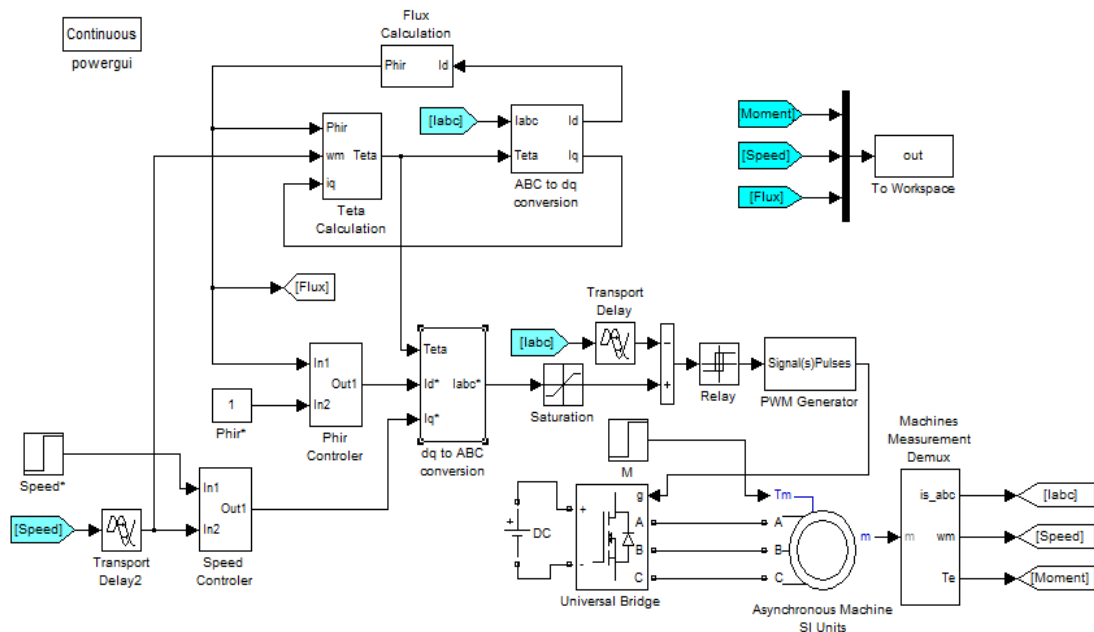 Continuous
powergui
Flux
Calculation
Phir Id
[Iabc]
Iabc Id
Teta Iq
ABC to dq
conversion
Phir
wm Teta
iq
Teta
Calculation
[Moment]
[Speed]
[Flux]
out
To Workspace
[Flux]
Transport
Delay
[Iabc]
Teta
Id* Iabc*
Iq*
dq to ABC
conversion
Saturation
−
+
Relay
Signal(s)Pulses
PWM Generator
In1
Out1
In2
Phir
Controler
1
Phir*
Speed*
In1
Out1
In2
Speed
Controler
[Speed]
Transport
Delay2
M
+
DC
g
+
A
B
-
C
Universal Bridge
Tm
A
B
C
m
Asynchronous Machine
SI Units
Machines
Measurement
Demux
is_abc
m wm
Te
[Iabc]
[Speed]
[Moment]